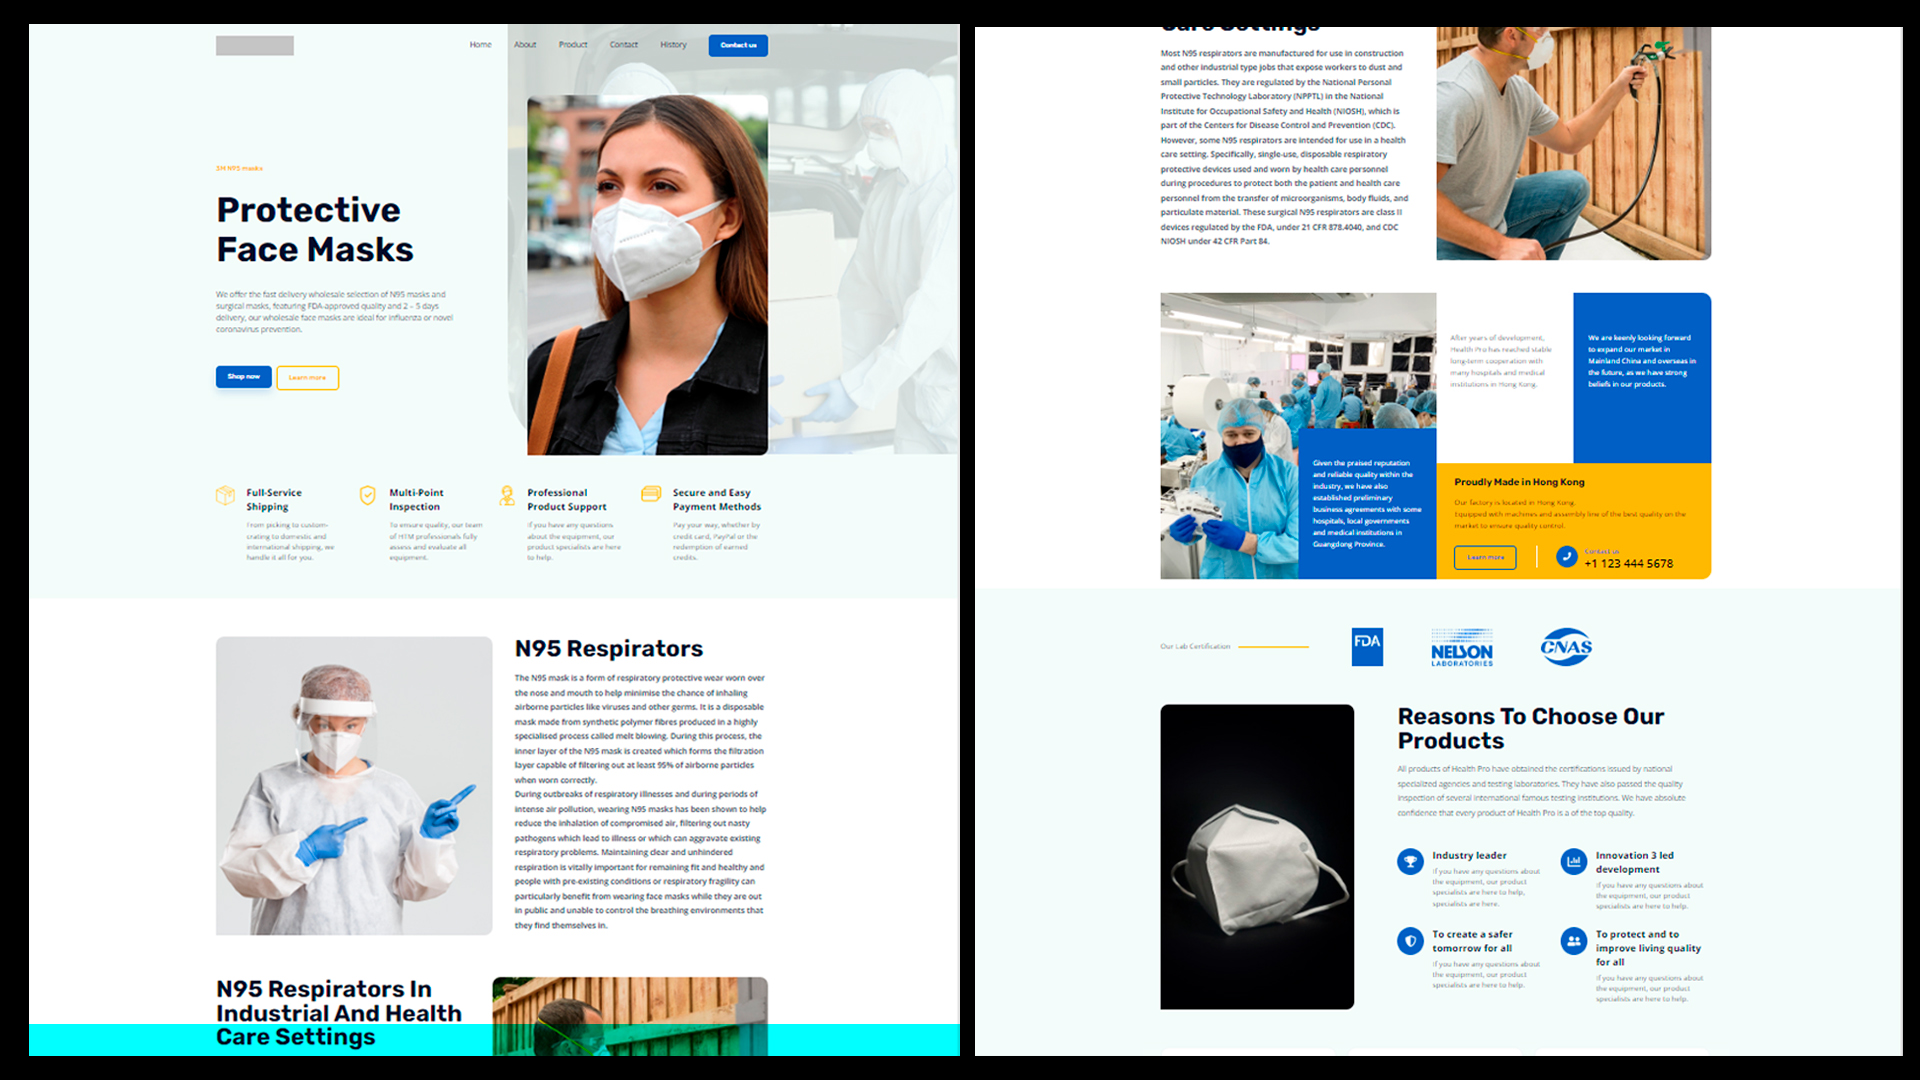 Home About Product Contact History Contact us
3M N95 masks
Protective
Face Masks
We offer the fast delivery wholesale selection of N95 masks and
surgical masks, featuring FDA-approved quality and 2 – 5 days
delivery, our wholesale face masks are ideal for influenza or novel
coronavirus prevention.
Shop now Learn more
Full-Service
Shipping
From picking to custom-
crating to domestic and
international shipping, we
handle it all for you.
Multi-Point
Inspection
To ensure quality, our team
of HTM professionals fully
assess and evaluate all
equipment.
Professional
Product Support
If you have any questions
about the equipment, our
product specialists are here
to help.
Secure and Easy
Payment Methods
Pay your way, whether by
credit card, PayPal or the
redemption of earned
credits.
N95 Respirators
The N95 mask is a form of respiratory protective wear worn over
the nose and mouth to help minimise the chance of inhaling
airborne particles like viruses and other germs. It is a disposable
mask made from synthetic polymer fibres produced in a highly
specialised process called melt blowing. During this process, the
inner layer of the N95 mask is created which forms the filtration
layer capable of filtering out at least 95% of airborne particles
when worn correctly.
During outbreaks of respiratory illnesses and during periods of
intense air pollution, wearing N95 masks has been shown to help
reduce the inhalation of compromised air, filtering out nasty
pathogens which lead to illness or which can aggravate existing
respiratory problems. Maintaining clear and unhindered
respiration is vitally important for remaining fit and healthy and
people with pre-existing conditions or respiratory fragility can
particularly benefit from wearing face masks while they are out
in public and unable to control the breathing environments that
they find themselves in.
N95 Respirators In
Industrial And Health
Care Settings
Care Settings
Most N95 respirators are manufactured for use in construction
and other industrial type jobs that expose workers to dust and
small particles. They are regulated by the National Personal
Protective Technology Laboratory (NPPTL) in the National
Institute for Occupational Safety and Health (NIOSH), which is
part of the Centers for Disease Control and Prevention (CDC).
However, some N95 respirators are intended for use in a health
care setting. Specifically, single-use, disposable respiratory
protective devices used and worn by health care personnel
during procedures to protect both the patient and health care
personnel from the transfer of microorganisms, body fluids, and
particulate material. These surgical N95 respirators are class II
devices regulated by the FDA, under 21 CFR 878.4040, and CDC
NIOSH under 42 CFR Part 84.
After years of development,
Health Pro has reached stable
long-term cooperation with
many hospitals and medical
institutions in Hong Kong.
We are keenly looking forward
to expand our market in
Mainland China and overseas in
the future, as we have strong
beliefs in our products.
Given the praised reputation
and reliable quality within the
industry, we have also
established preliminary
business agreements with some
hospitals, local governments
and medical institutions in
Guangdong Province.
Proudly Made in Hong Kong
Our factory is located in Hong Kong.
Equipped with machines and assembly line of the best quality on the
market to ensure quality control.
Learn more
Contact us
+1 123 444 5678
Our Lab Certification
FDA
NELSON
LABORATORIES
CNAS
Reasons To Choose Our
Products
All products of Health Pro have obtained the certifications issued by national
specialized agencies and testing laboratories. They have also passed the quality
inspection of several international famous testing institutions. We have absolute
confidence that every product of Health Pro is a of the top quality.
Industry leader
If you have any questions about
the equipment, our product
specialists are here to help,
specialists are here.
Innovation 3 led
development
If you have any questions about
the equipment, our product
specialists are here to help.
To create a safer
tomorrow for all
If you have any questions about
the equipment, our product
specialists are here to help.
To protect and to
improve living quality
for all
If you have any questions about
the equipment, our product
specialists are here to help.